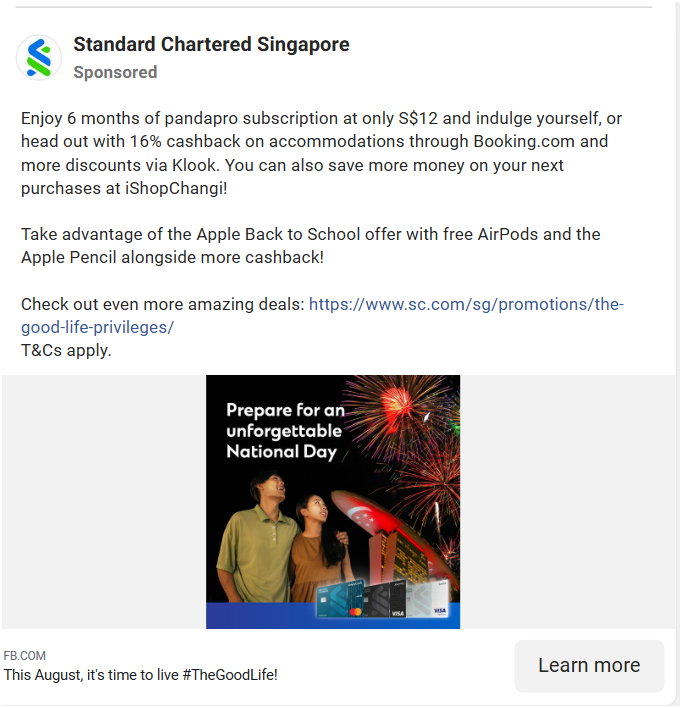 Standard Chartered Singapore
Sponsored
Enjoy 6 months of pandapro subscription at only S$12 and indulge yourself, or
head out with 16% cashback on accommodations through Booking.com and
more discounts via Klook. You can also save more money on your next
purchases at iShopChangi!
Take advantage of the Apple Back to School offer with free AirPods and the
Apple Pencil alongside more cashback!
Check out even more amazing deals: https://www.sc.com/sg/promotions/the-
good-life-privileges/
T&Cs apply.
Prepare for an
unforgettable
National Day
VISA
VISA
FB.COM
This August, it's time to live #TheGoodLife!
Learn more